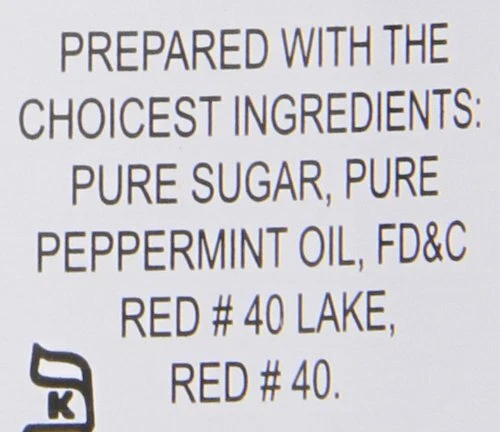 PREPARED WITH THE
CHOICEST INGREDIENTS:
PURE SUGAR, PURE
PEPPERMINT OIL, FD&C
RED # 40 LAKE,
RED # 40.
K